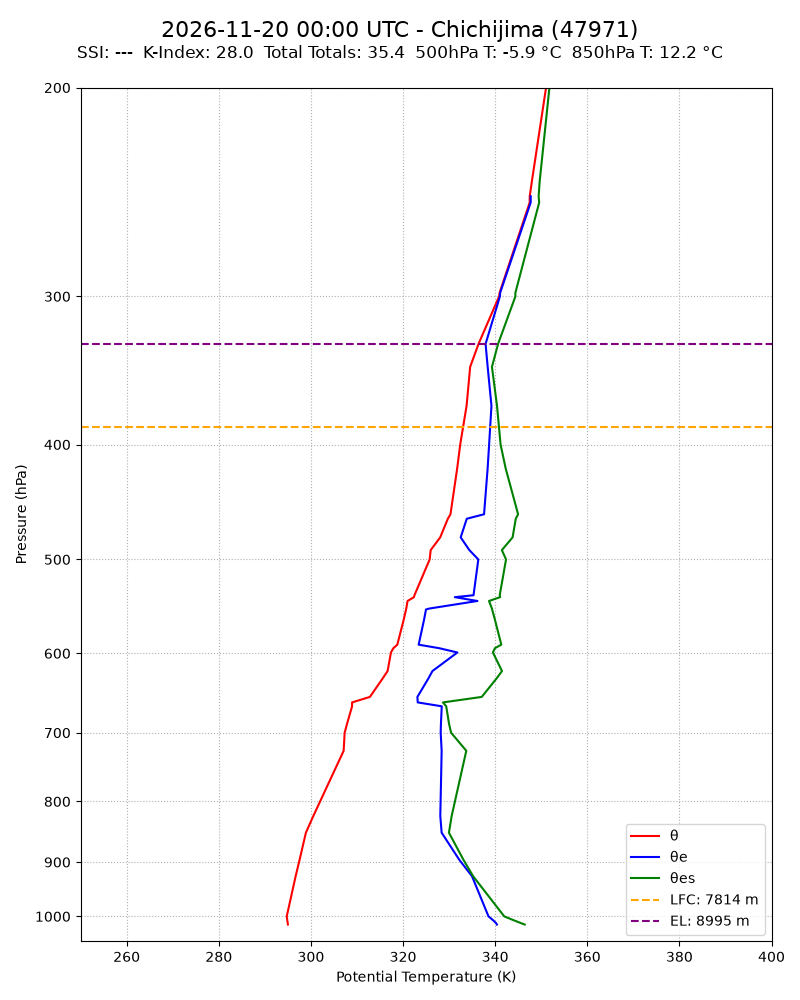 2026-11-20 00:00 UTC - Chichijima (47971)
SSI: ---  K-Index: 28.0  Total Totals: 35.4  500hPa T: -5.9 °C  850hPa T: 12.2 °C
200
300
400
500
600
700
800
900
1000
Pressure (hPa)
θ
θe
θes
LFC: 7814 m
EL: 8995 m
260 280 300 320 340 360 380 400
Potential Temperature (K)